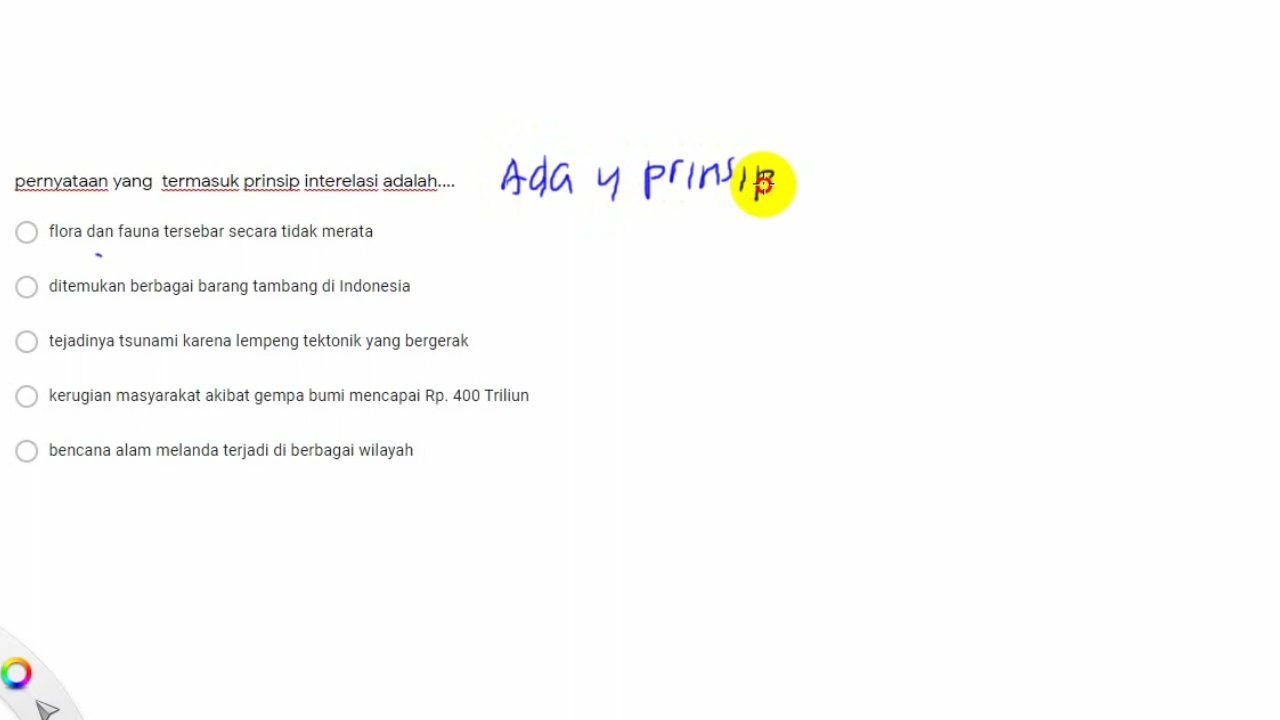 pernyataan yang termasuk prinsip interelasi adalah....
Ada 4 prinsip
flora dan fauna tersebar secara tidak merata
ditemukan berbagai barang tambang di Indonesia
tejadinya tsunami karena lempeng tektonik yang bergerak
kerugian masyarakat akibat gempa bumi mencapai Rp. 400 Triliun
bencana alam melanda terjadi di berbagai wilayah